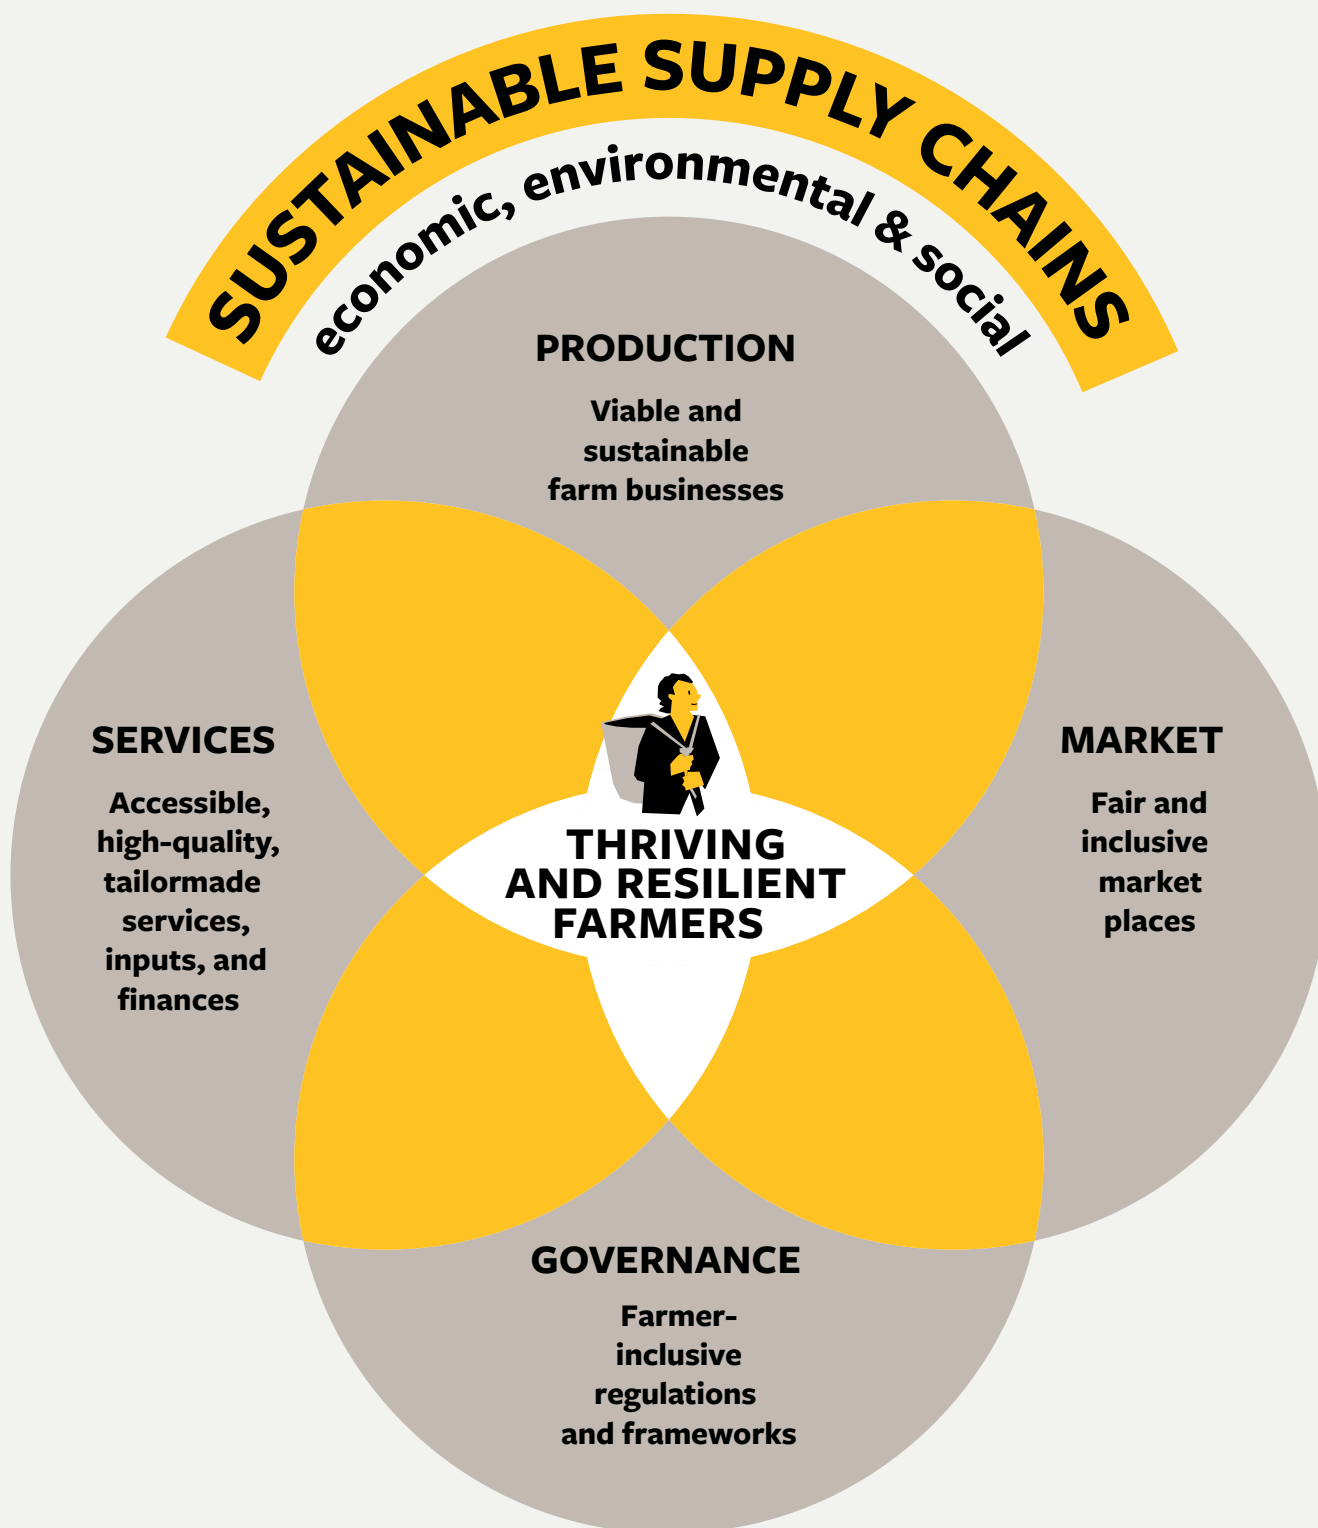 SUSTAINABLE SUPPLY CHAINS
economic, environmental & social
PRODUCTION
Viable and
sustainable
farm businesses
SERVICES
Accessible,
high-quality,
tailormade
services,
inputs, and
finances
THRIVING
AND RESILIENT
FARMERS
MARKET
Fair and
inclusive
market
places
GOVERNANCE
Farmer-
inclusive
regulations
and frameworks